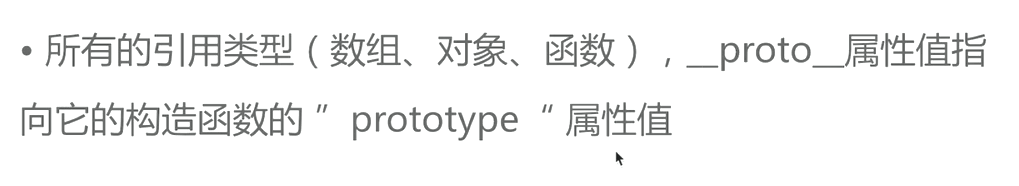 • 所有的引用类型（数组、对象、函数），__proto__属性值指
向它的构造函数的 ”prototype“ 属性值